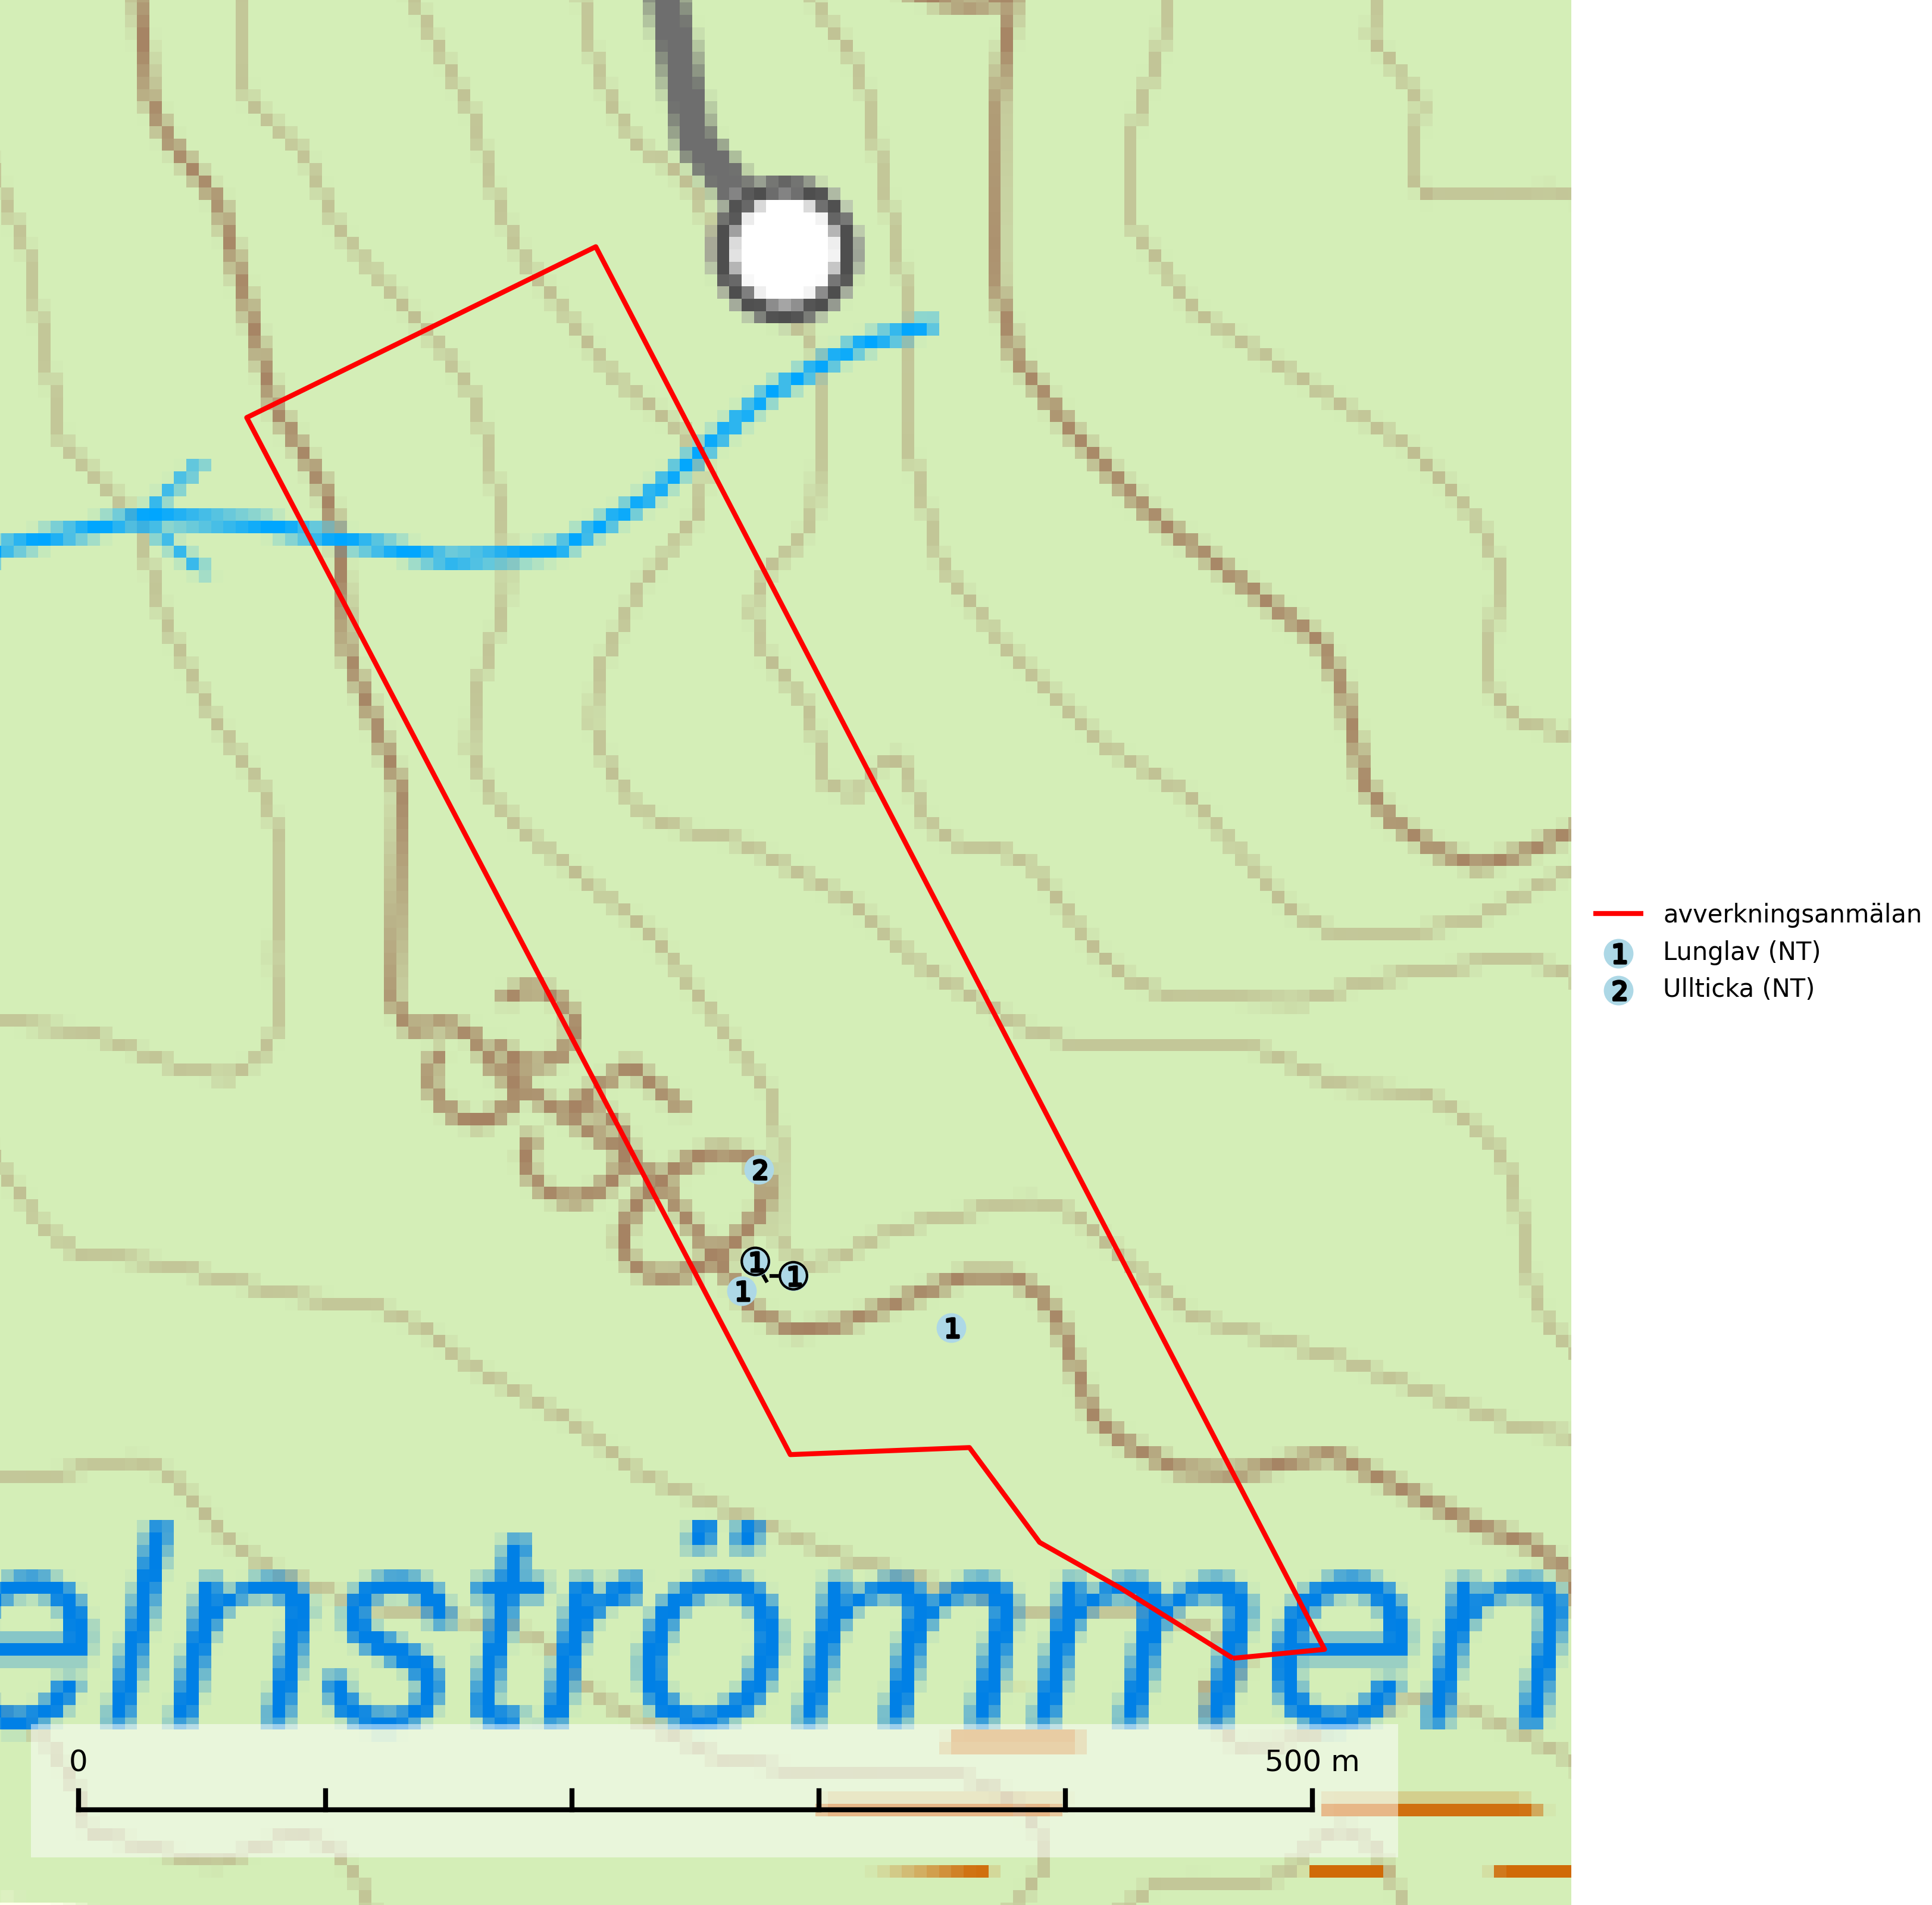 2
1
1
1
1
avverkningsanmälan
1 Lunglav (NT)
2 Ullticka (NT)
elnströmmen
0 500 m